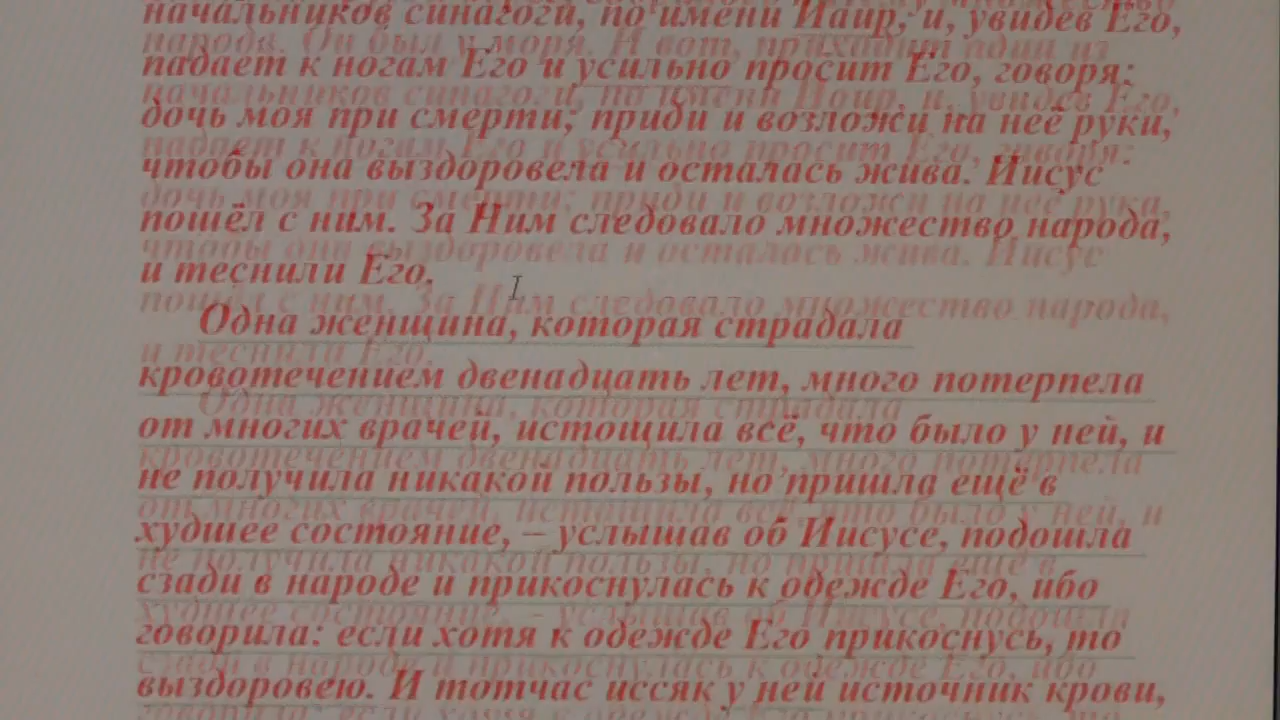 начальников синагоги, по имени Иаир, и, увидев Его,
падает к ногам Его и усильно просит Его, говоря:
дочь моя при смерти; приди и возложи на неё руки,
чтобы она выздоровела и осталась жива. Иисус
пошёл с ним. За Ним следовало множество народа,
и теснили Его.
Одна женщина, которая страдала
кровотечением двенадцать лет, много потерпела
от многих врачей, истощила всё, что было у ней, и
не получила никакой пользы, но пришла ещё в
худшее состояние, – услышав об Иисусе, подошла
сзади в народе и прикоснулась к одежде Его, ибо
говорила: если хотя к одежде Его прикоснусь, то
выздоровею. И тотчас иссяк у ней источник крови,